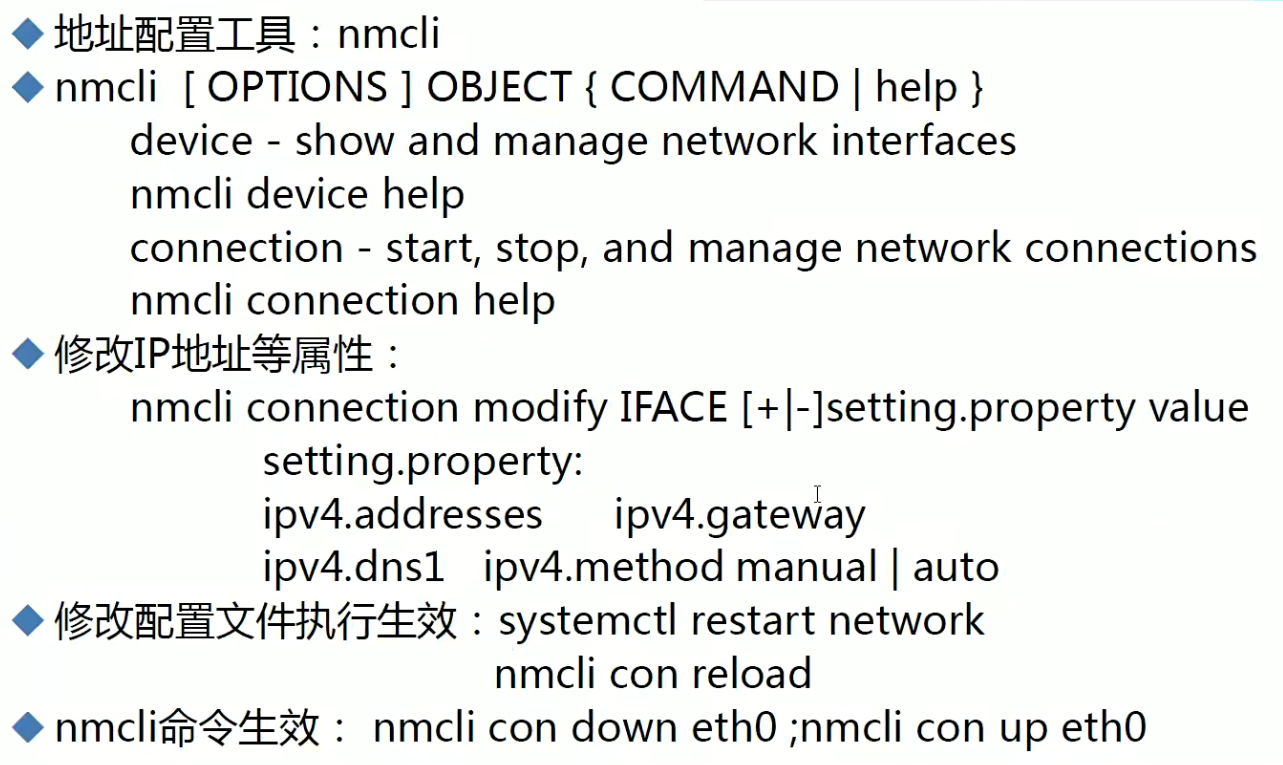 地址配置工具：nmcli
nmcli [ OPTIONS ] OBJECT { COMMAND | help }
device - show and manage network interfaces
nmcli device help
connection - start, stop, and manage network connections
nmcli connection help
修改IP地址等属性：
nmcli connection modify IFACE [+|-]setting.property value
setting.property:
ipv4.addresses ipv4.gateway
ipv4.dns1 ipv4.method manual | auto
修改配置文件执行生效：systemctl restart network
nmcli con reload
nmcli命令生效： nmcli con down eth0 ;nmcli con up eth0